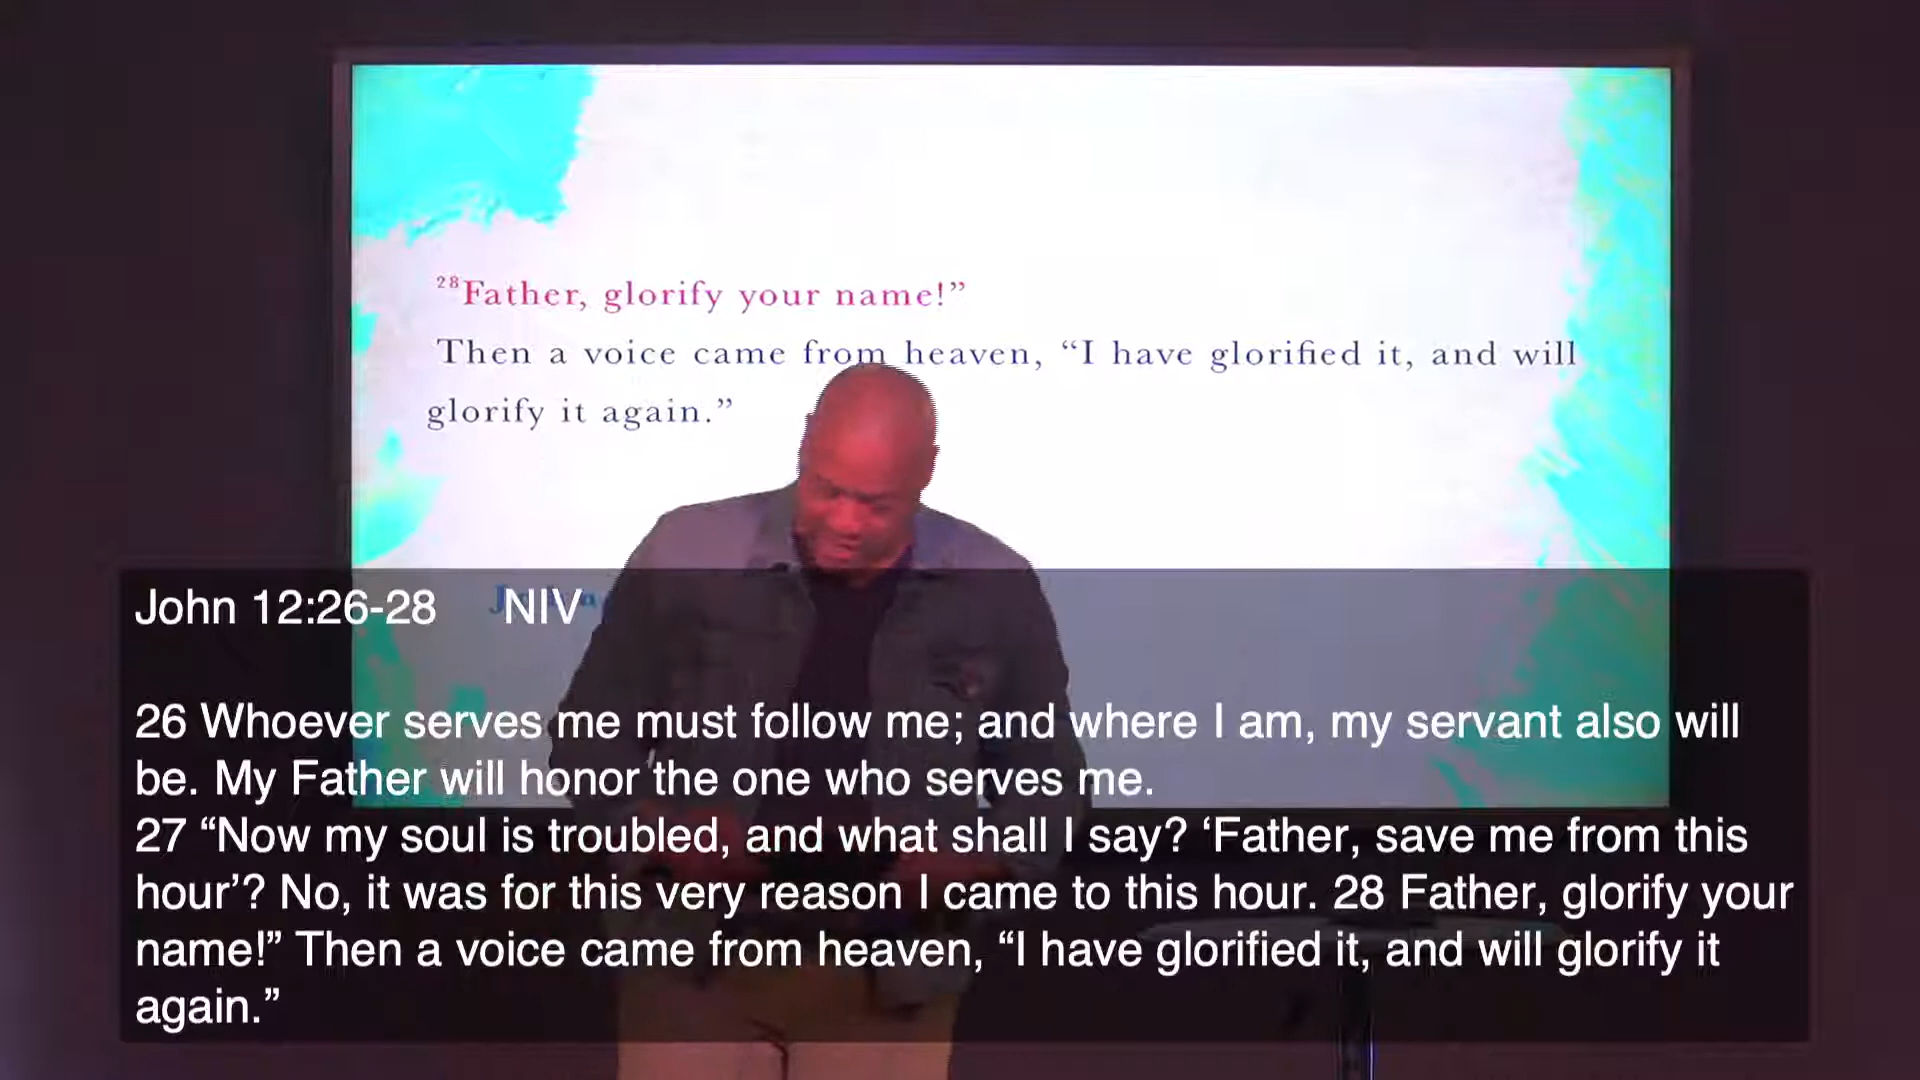 ²⁸Father, glorify your name!”
Then a voice came from heaven, “I have glorified it, and will
glorify it again.”
John 12:26-28 NIV
26 Whoever serves me must follow me; and where I am, my servant also will
be. My Father will honor the one who serves me.
27 “Now my soul is troubled, and what shall I say? ‘Father, save me from this
hour’? No, it was for this very reason I came to this hour. 28 Father, glorify your
name!” Then a voice came from heaven, “I have glorified it, and will glorify it
again.”